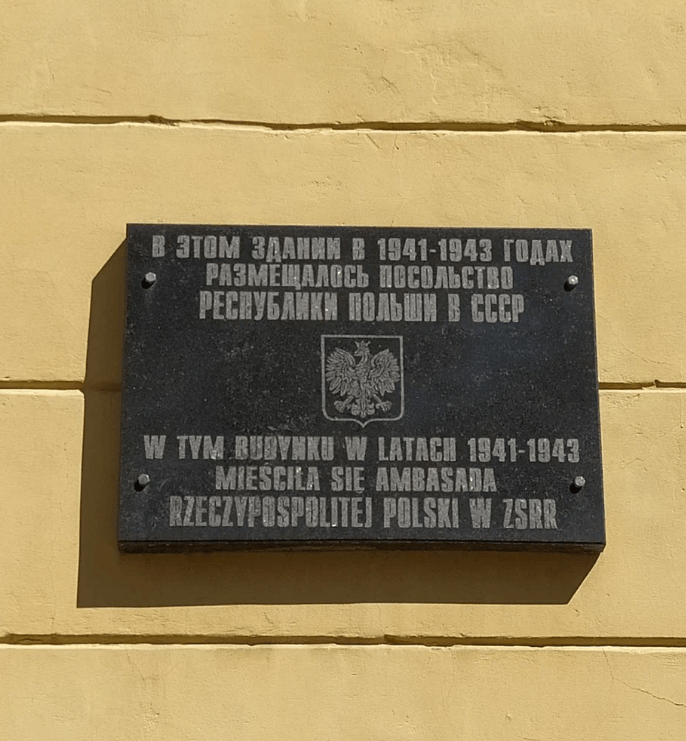 В ЭТОМ ЗДАНИИ В 1941-1943 ГОДАХ
РАЗМЕЩАЛОСЬ ПОСОЛЬСТВО
РЕСПУБЛИКИ ПОЛЬШИ В СССР
W TYM BUDYNKU W LATACH 1941-1943
MIEŚCIŁA SIĘ AMBASADA
RZECZYPOSPOLITEJ POLSKI W ZSRR